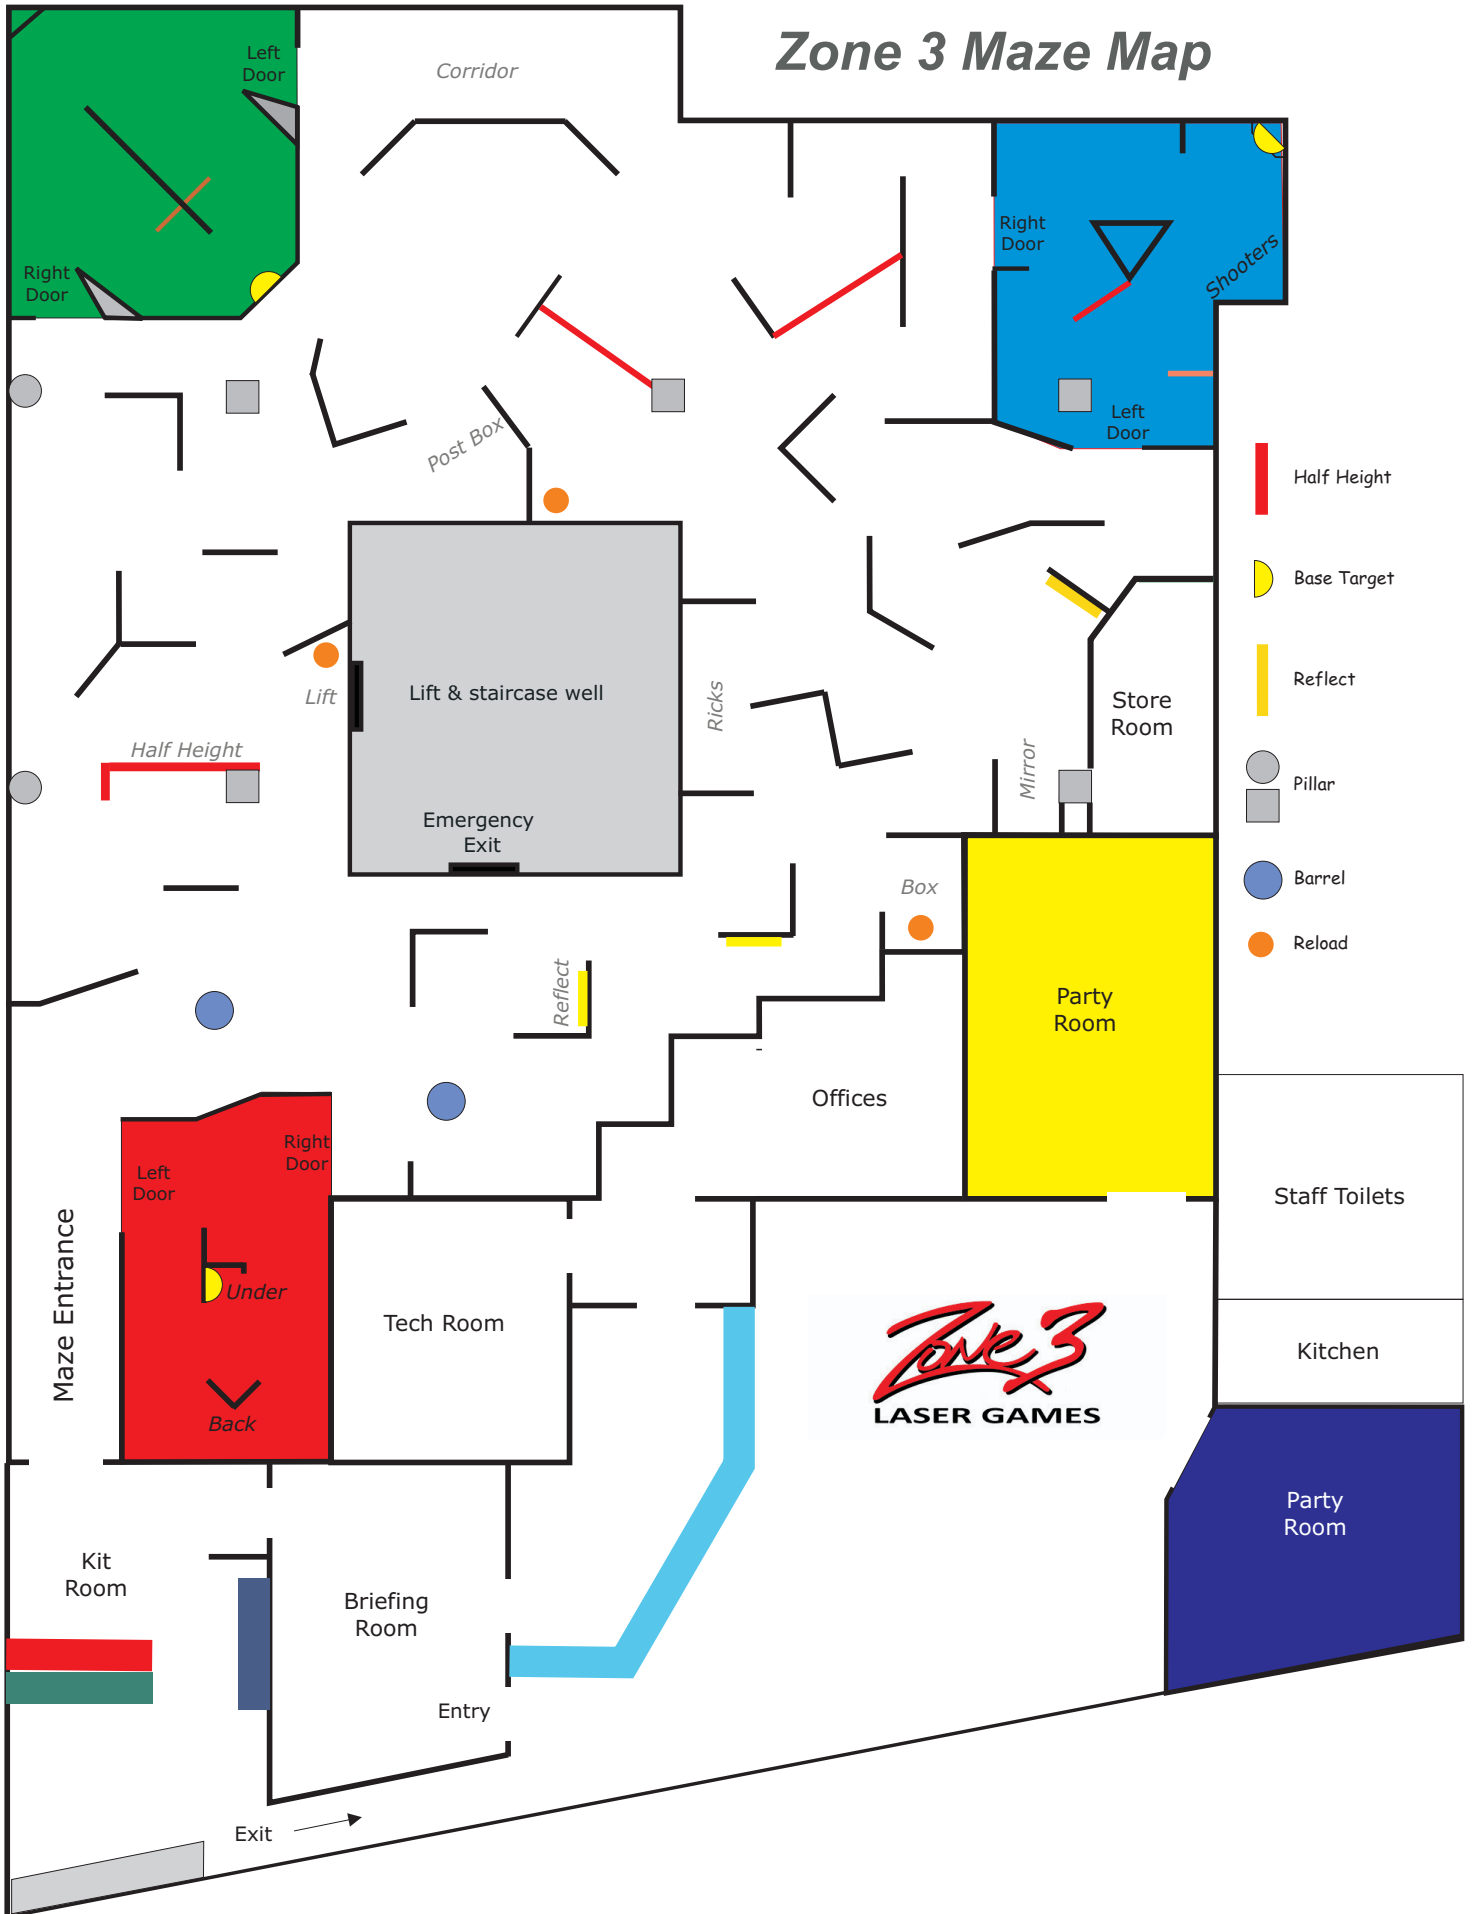 Zone 3 Maze Map
Left
Door
Corridor
Right
Door
Shooters
Right
Door
Left
Door
Post Box
Half Height
Base Target
Lift
Lift & staircase well
Ricks
Store
Room
Reflect
Half Height
Mirror
Pillar
Emergency
Exit
Box
Barrel
Reload
Reflect
Party
Room
Offices
Right
Door
Left
Door
Staff Toilets
Maze Entrance
Under
Tech Room
Zone 3
LASER GAMES
Kitchen
Back
Party
Room
Kit
Room
Briefing
Room
Entry
Exit